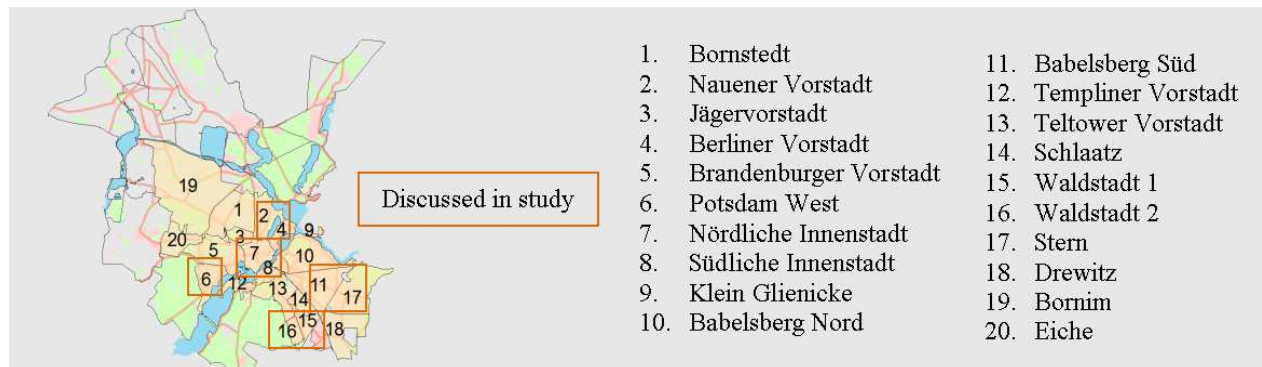 19
1
2
4
9
20
3
5
7
10
6
8
12
13
11
14
17
15
16
18
Discussed in study
1. Bornstedt
2. Nauener Vorstadt
3. Jägervorstadt
4. Berliner Vorstadt
5. Brandenburger Vorstadt
6. Potsdam West
7. Nördliche Innenstadt
8. Südliche Innenstadt
9. Klein Glienicke
10. Babelsberg Nord
11. Babelsberg Süd
12. Templiner Vorstadt
13. Teltower Vorstadt
14. Schlaatz
15. Waldstadt 1
16. Waldstadt 2
17. Stern
18. Drewitz
19. Bornim
20. Eiche